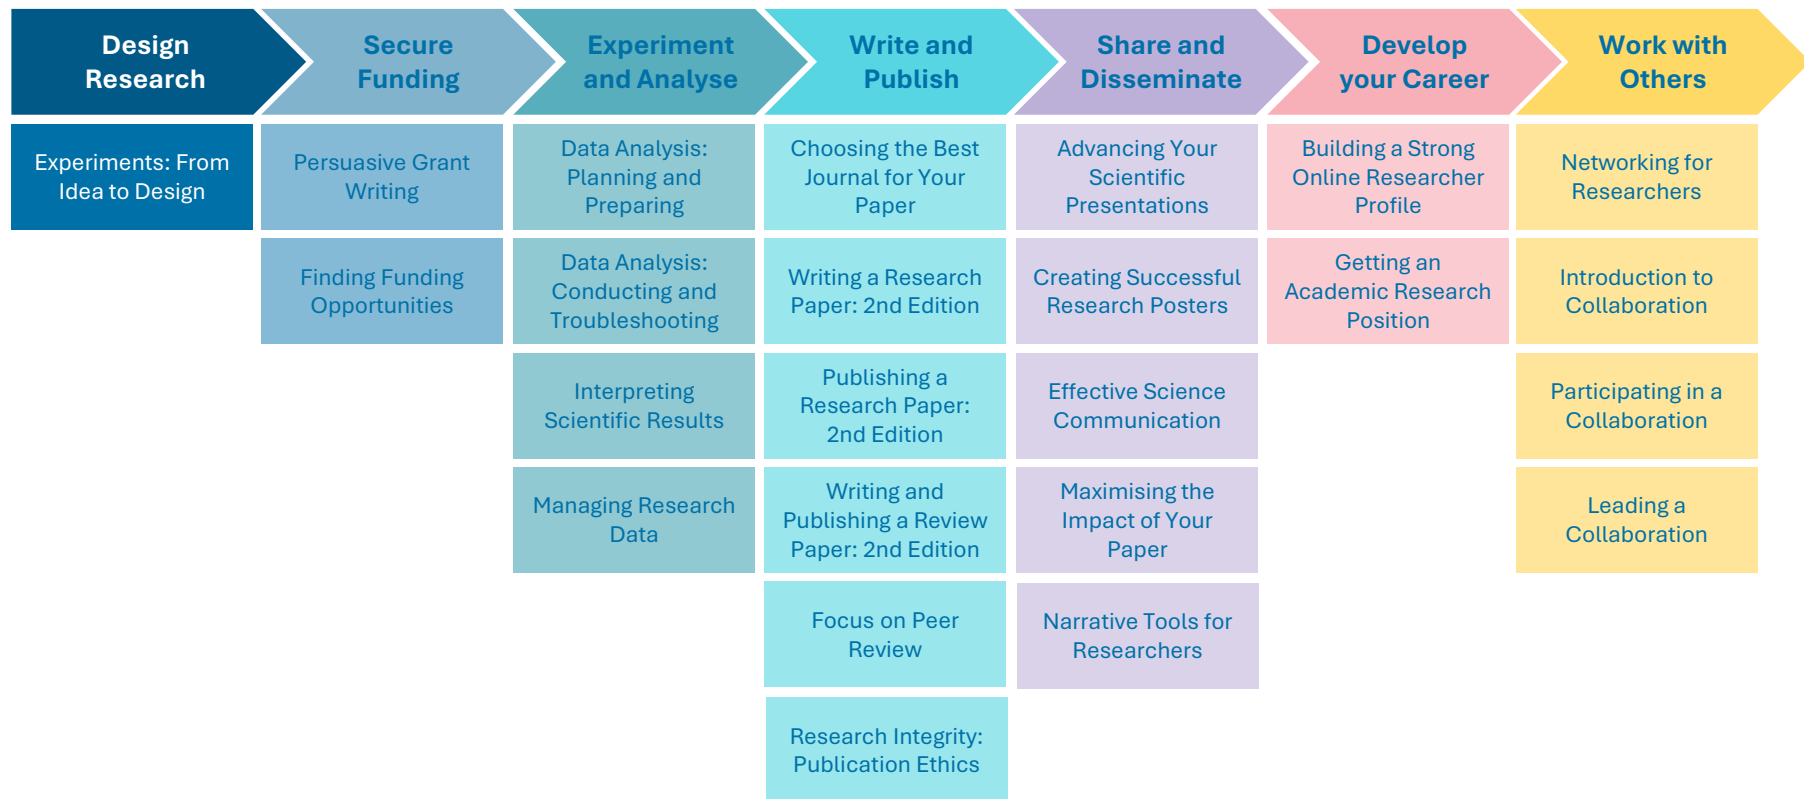 Design
Research
Secure
Funding
Experiment
and Analyse
Write and
Publish
Share and
Disseminate
Develop
your Career
Work with
Others
Experiments: From
Idea to Design
Persuasive Grant
Writing
Finding Funding
Opportunities
Data Analysis:
Planning and
Preparing
Data Analysis:
Conducting and
Troubleshooting
Interpreting
Scientific Results
Managing Research
Data
Choosing the Best
Journal for Your
Paper
Writing a Research
Paper: 2nd Edition
Publishing a
Research Paper:
2nd Edition
Writing and
Publishing a Review
Paper: 2nd Edition
Focus on Peer
Review
Research Integrity:
Publication Ethics
Advancing Your
Scientific
Presentations
Creating Successful
Research Posters
Effective Science
Communication
Maximising the
Impact of Your
Paper
Narrative Tools for
Researchers
Building a Strong
Online Researcher
Profile
Getting an
Academic Research
Position
Networking for
Researchers
Introduction to
Collaboration
Participating in a
Collaboration
Leading a
Collaboration